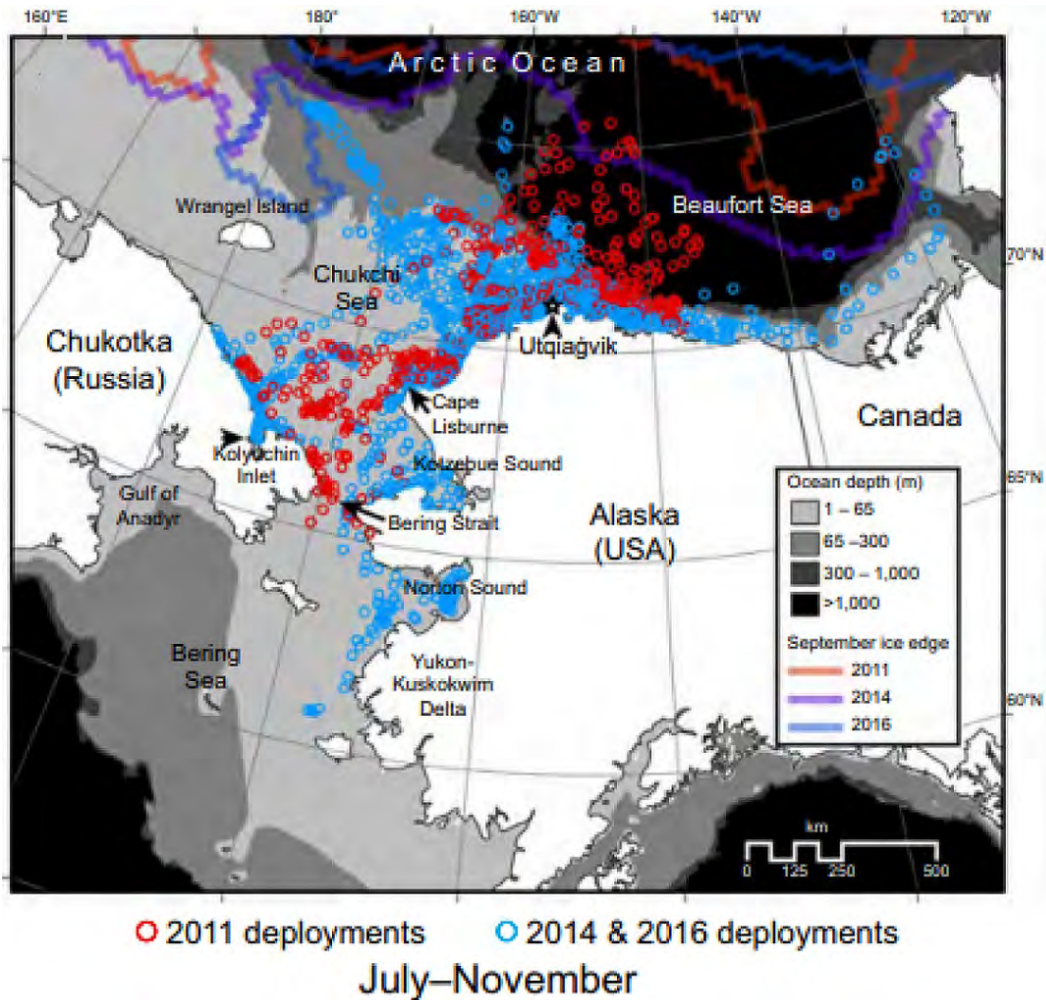 160°E
180°
160°W
140°W
120°W
Arctic Ocean
Wrangel Island
Beaufort Sea
70°N
Chukchi
Sea
Utqiaġvik
Chukotka
(Russia)
Cape
Lisburne
Canada
Kolyuchin
Inlet
Kotzebue Sound
65°N
Gulf of
Anadyr
Bering Strait
Alaska
(USA)
Ocean depth (m)
1 – 65
65 –300
300 – 1,000
>1,000
Norton Sound
September ice edge
2011
2014
2016
Bering
Sea
Yukon-
Kuskokwim
Delta
60°N
km
0 125 250 500
2011 deployments 2014 & 2016 deployments
July–November